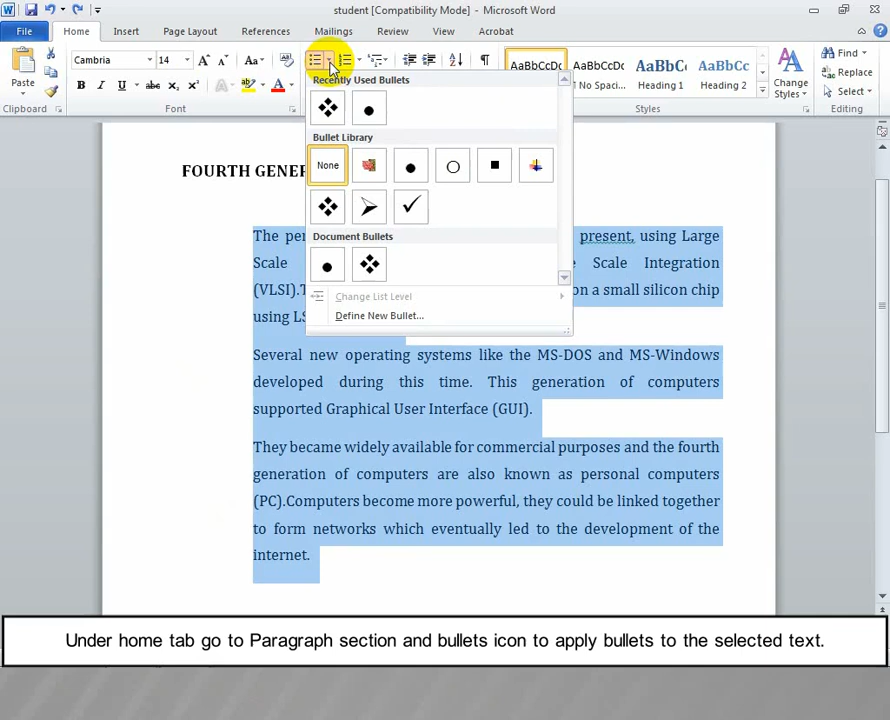 student [Compatibility Mode] - Microsoft Word
File Home Insert Page Layout References Mailings Review View Acrobat
Cambria 14 Aa
Paste
B I U abc X₂ X² A
AaBbCcDc AaBbCcDc AaBbCc AaBbCc
No Spaci... Heading 1 Heading 2
Change Styles
Find
Replace
Select
Clipboard Font Styles Editing
Recently Used Bullets
Bullet Library
None
Document Bullets
Change List Level
Define New Bullet...
FOURTH GENE
The pe present, using Large
Scale Scale Integration
(VLSI).T on a small silicon chip
using LS
Several new operating systems like the MS-DOS and MS-Windows
developed during this time. This generation of computers
supported Graphical User Interface (GUI).
They became widely available for commercial purposes and the fourth
generation of computers are also known as personal computers
(PC).Computers become more powerful, they could be linked together
to form networks which eventually led to the development of the
internet.
Under home tab go to Paragraph section and bullets icon to apply bullets to the selected text.